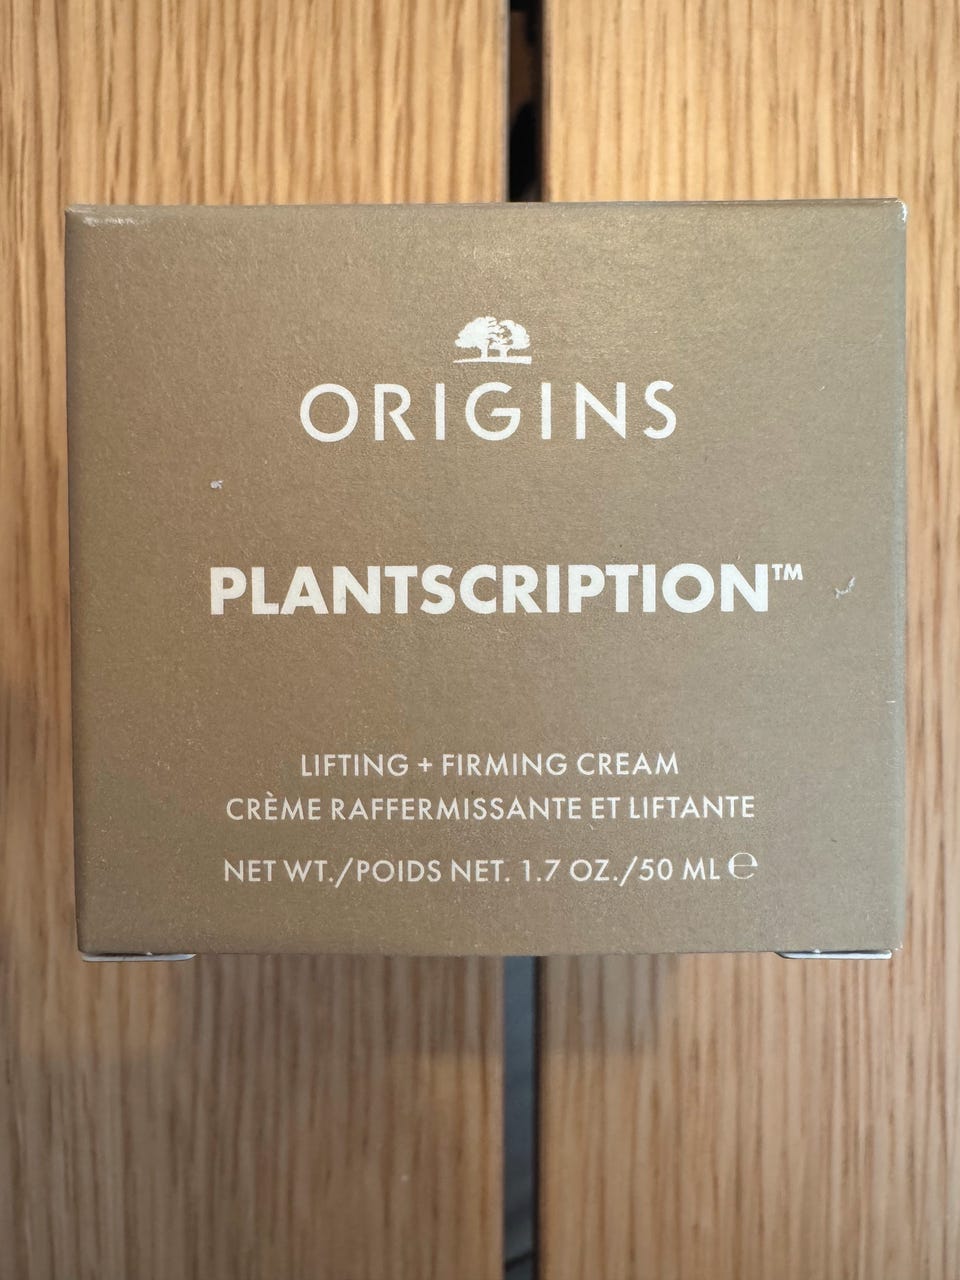 ORIGINS
PLANTSCRIPTION™
LIFTING + FIRMING CREAM
CRÈME RAFFERMISSANTE ET LIFTANTE
NET WT./POIDS NET. 1.7 OZ./50 ML ℮